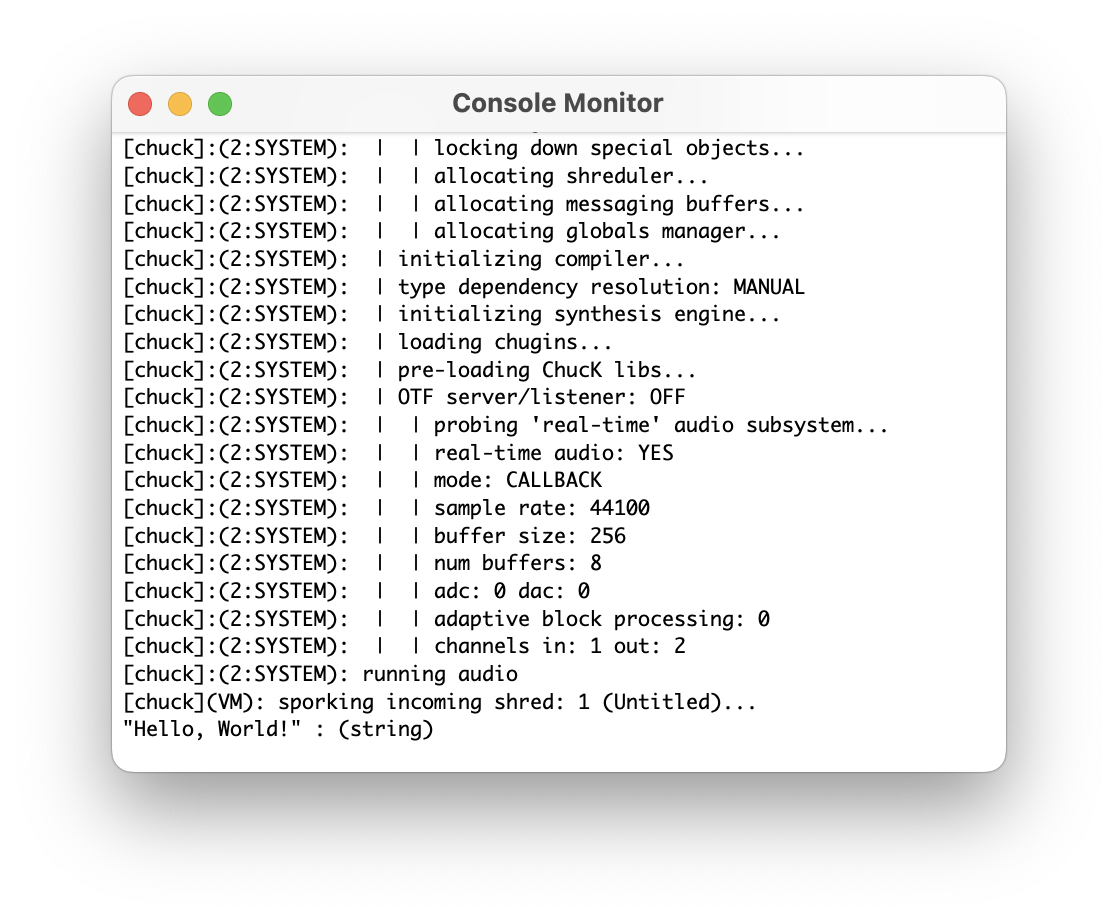 Console Monitor
[chuck]:(2:SYSTEM):  |  | locking down special objects...
[chuck]:(2:SYSTEM):  |  | allocating shreduler...
[chuck]:(2:SYSTEM):  |  | allocating messaging buffers...
[chuck]:(2:SYSTEM):  |  | allocating globals manager...
[chuck]:(2:SYSTEM):  | initializing compiler...
[chuck]:(2:SYSTEM):  | type dependency resolution: MANUAL
[chuck]:(2:SYSTEM):  | initializing synthesis engine...
[chuck]:(2:SYSTEM):  | loading chugins...
[chuck]:(2:SYSTEM):  | pre-loading ChucK libs...
[chuck]:(2:SYSTEM):  | OTF server/listener: OFF
[chuck]:(2:SYSTEM):  |  | probing 'real-time' audio subsystem...
[chuck]:(2:SYSTEM):  |  | real-time audio: YES
[chuck]:(2:SYSTEM):  |  | mode: CALLBACK
[chuck]:(2:SYSTEM):  |  | sample rate: 44100
[chuck]:(2:SYSTEM):  |  | buffer size: 256
[chuck]:(2:SYSTEM):  |  | num buffers: 8
[chuck]:(2:SYSTEM):  |  | adc: 0 dac: 0
[chuck]:(2:SYSTEM):  |  | adaptive block processing: 0
[chuck]:(2:SYSTEM):  |  | channels in: 1 out: 2
[chuck]:(2:SYSTEM): running audio
[chuck](VM): sporking incoming shred: 1 (Untitled)...
"Hello, World!" : (string)